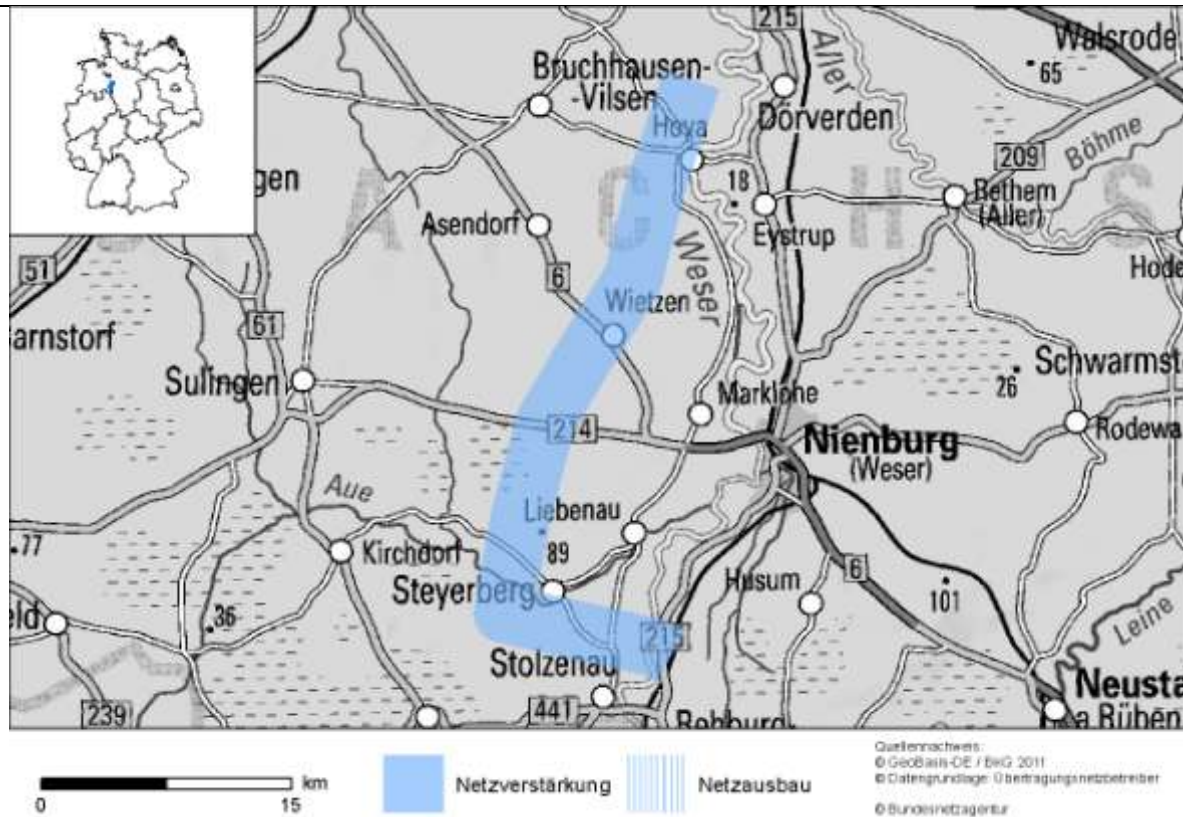 215
Walsrode
65
Bruchhausen-
-Vilsen
Aller
Dörverden
Böhme
Hoya
209
18
Rethem
(Aller)
gen
A
C
H
S
Asendorf
Eystrup
51
6
Weser
Hode
Wietzen
arnstorf
61
Schwarmst
26
Sulingen
Marklohe
214
Nienburg
(Weser)
Rodewa
Aue
Liebenau
77
Kirchdorf
89
6
Steyerberg
Husum
101
Leine
36
eld
215
Stolzenau
Neusta
a Rüben
239
441
Rehburg-
km
0
15
Netzverstärkung
Netzausbau
Quellennachweis:
© GeoBasis-DE / BKG 2011
© Datengrundlage: Übertragungsnetzbetreiber
© Bundesnetzagentur